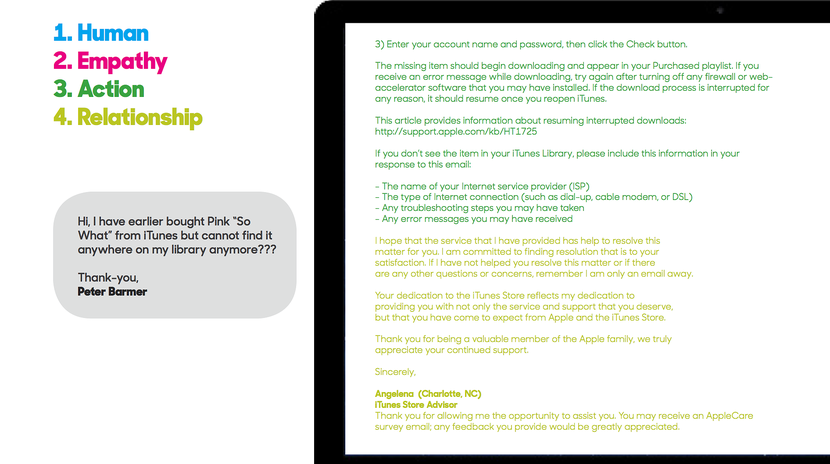 1. Human
2. Empathy
3. Action
4. Relationship
Hi, I have earlier bought Pink “So
What” from iTunes but cannot find it
anywhere on my library anymore???
Thank-you,
Peter Barmer
3) Enter your account name and password, then click the Check button.
The missing item should begin downloading and appear in your Purchased playlist. If you
receive an error message while downloading, try again after turning off any firewall or web-
accelerator software that you may have installed. If the download process is interrupted for
any reason, it should resume once you reopen iTunes.
This article provides information about resuming interrupted downloads:
http://support.apple.com/kb/HT1725
If you don’t see the item in your iTunes Library, please include this information in your
response to this email:
- The name of your Internet service provider (ISP)
- The type of Internet connection (such as dial-up, cable modem, or DSL)
- Any troubleshooting steps you may have taken
- Any error messages you may have received
I hope that the service that I have provided has help to resolve this
matter for you. I am committed to finding resolution that is to your
satisfaction. If I have not helped you resolve this matter or if there
are any other questions or concerns, remember I am only an email away.
Your dedication to the iTunes Store reflects my dedication to
providing you with not only the service and support that you deserve,
but that you have come to expect from Apple and the iTunes Store.
Thank you for being a valuable member of the Apple family, we truly
appreciate your continued support.
Sincerely,
Angelena (Charlotte, NC)
iTunes Store Advisor
Thank you for allowing me the opportunity to assist you. You may receive an AppleCare
survey email; any feedback you provide would be greatly appreciated.